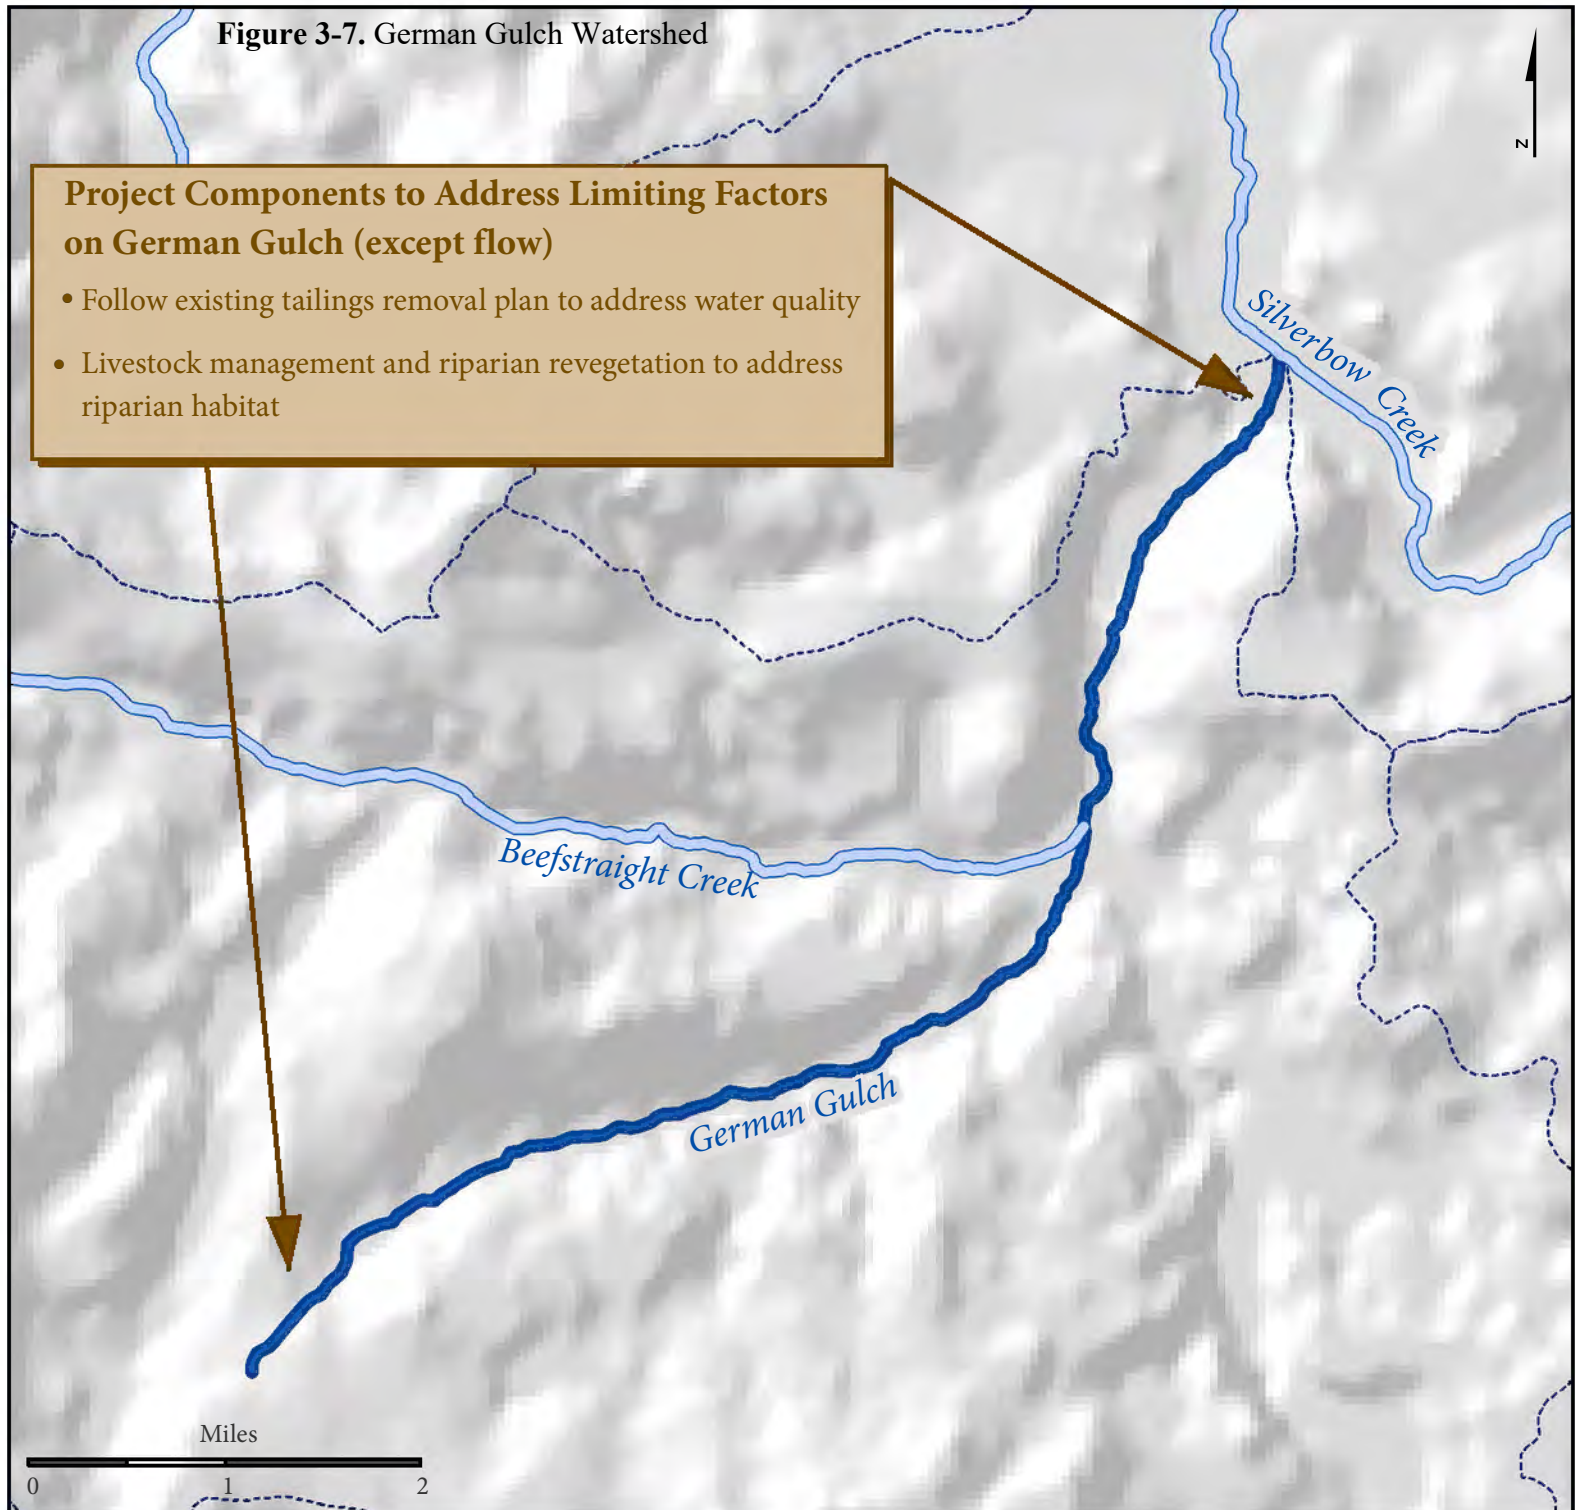 Figure 3-7. German Gulch Watershed
N
Project Components to Address Limiting Factors
on German Gulch (except flow)
• Follow existing tailings removal plan to address water quality
• Livestock management and riparian revegetation to address
riparian habitat
Silverbow Creek
Beefstraight Creek
German Gulch
Miles
0 1 2